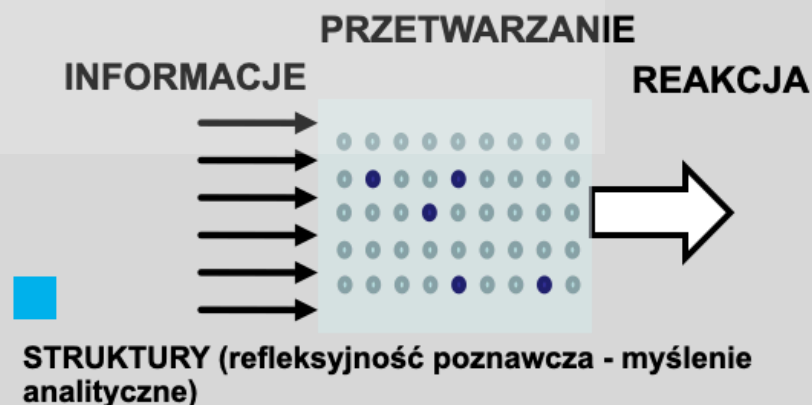 PRZETWARZANIE
INFORMACJE
REAKCJA
STRUKTURY (refleksyjność poznawcza - myślenie
analityczne)